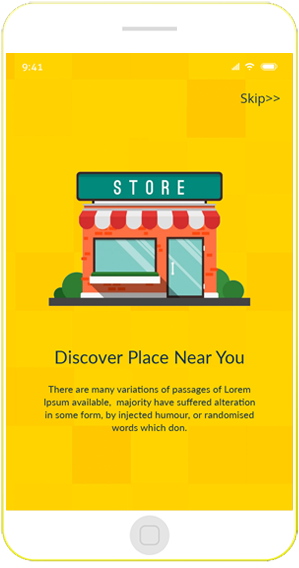 9:41
Skip>>
STORE
Discover Place Near You
There are many variations of passages of Lorem
Ipsum available, majority have suffered alteration
in some form, by injected humour, or randomised
words which don.